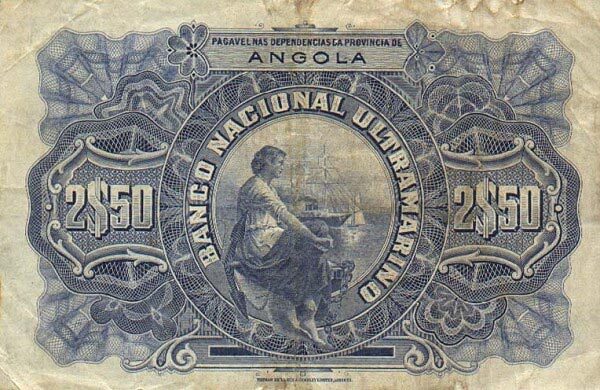 PAGAVEL NAS DEPENDENCIAS DA PROVINCIA DE
ANGOLA
BANCO NACIONAL ULTRAMARINO
2$50
2$50